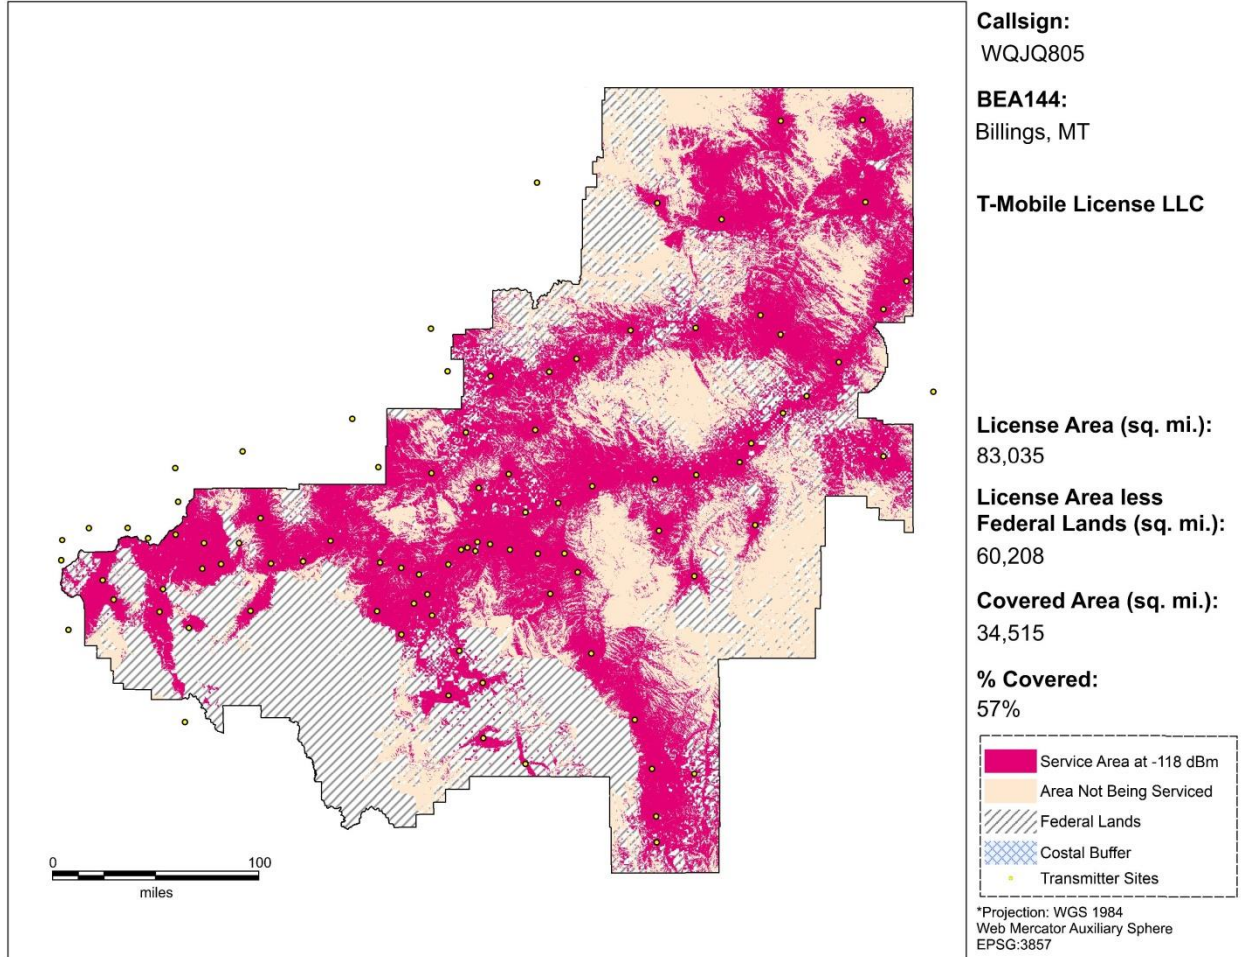 Callsign:
WQJQ805
BEA144:
Billings, MT
T-Mobile License LLC
License Area (sq. mi.):
83,035
License Area less
Federal Lands (sq. mi.):
60,208
Covered Area (sq. mi.):
34,515
% Covered:
57%
Service Area at -118 dBm
Area Not Being Serviced
Federal Lands
Costal Buffer
Transmitter Sites
*Projection: WGS 1984
Web Mercator Auxiliary Sphere
EPSG:3857
0 100
miles